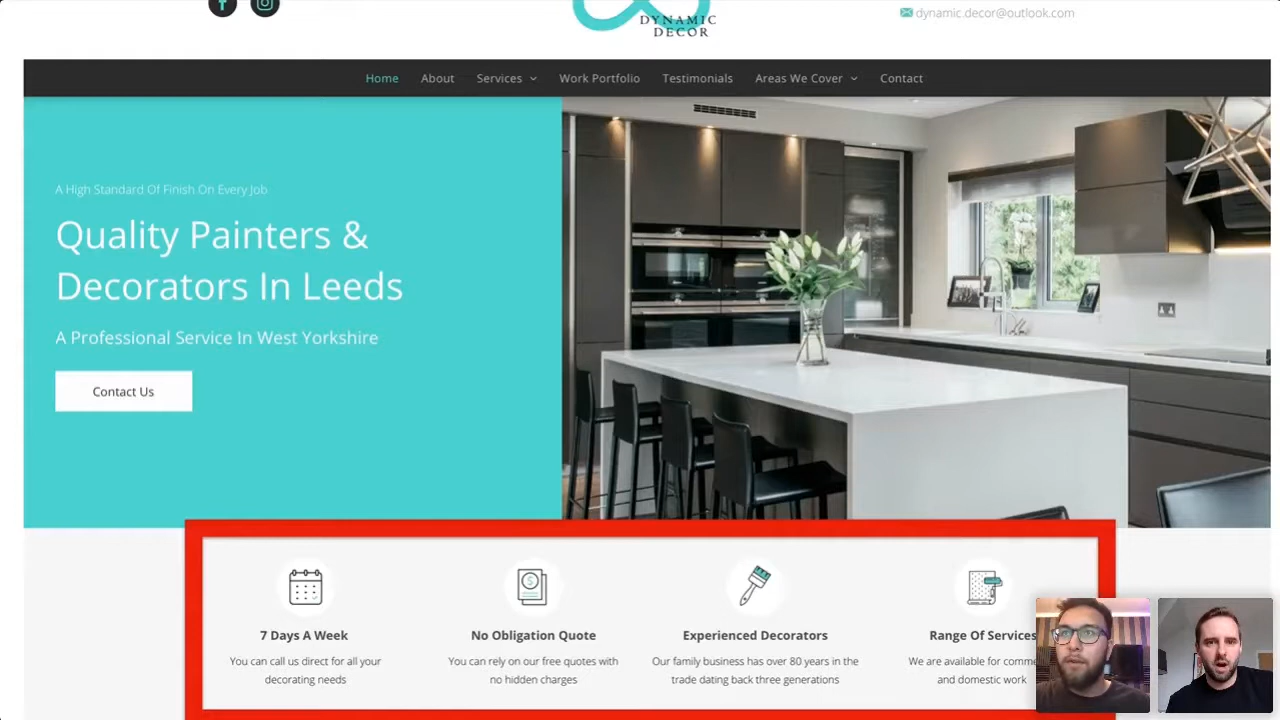 DYNAMIC
DECOR
dynamic.decor@outlook.com
Home About Services Work Portfolio Testimonials Areas We Cover Contact
A High Standard Of Finish On Every Job
Quality Painters &
Decorators In Leeds
A Professional Service In West Yorkshire
Contact Us
7 Days A Week
You can call us direct for all your
decorating needs
No Obligation Quote
You can rely on our free quotes with
no hidden charges
Experienced Decorators
Our family business has over 80 years in the
trade dating back three generations
Range Of Services
We are available for
and domestic work